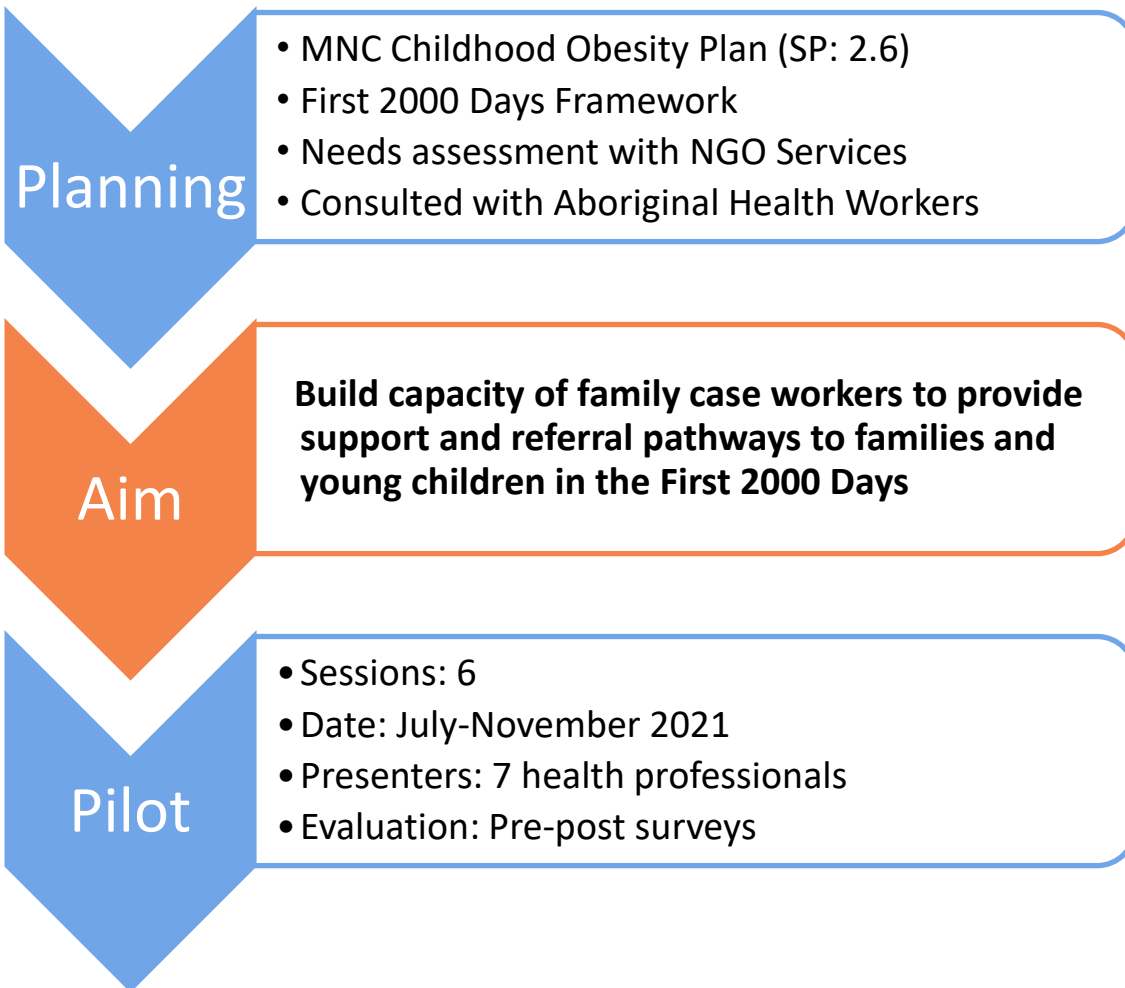 Planning
• MNC Childhood Obesity Plan (SP: 2.6)
• First 2000 Days Framework
• Needs assessment with NGO Services
• Consulted with Aboriginal Health Workers
Aim
Build capacity of family case workers to provide
support and referral pathways to families and
young children in the First 2000 Days
Pilot
• Sessions: 6
• Date: July-November 2021
• Presenters: 7 health professionals
• Evaluation: Pre-post surveys